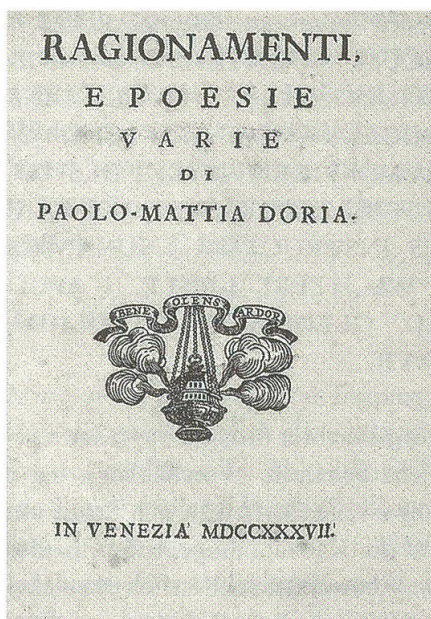 RAGIONAMENTI,
E POESIE
VARIE
DI
PAOLO-MATTIA DORIA.
BENE OLENS ARDOR
IN VENEZIA MDCCXXXVII.